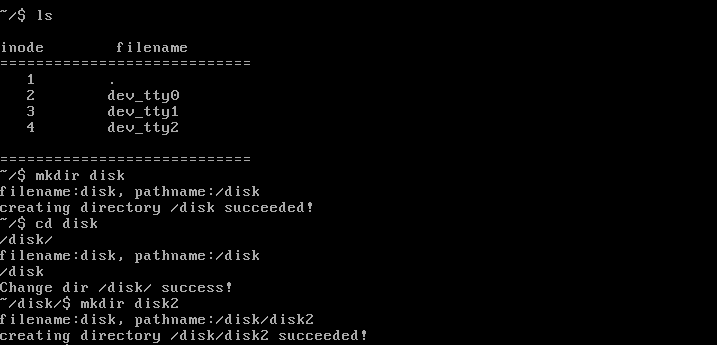 ~/$ ls
inode        filename
============================
   1        .
   2        dev_tty0
   3        dev_tty1
   4        dev_tty2
============================
~/$ mkdir disk
filename:disk, pathname:/disk
creating directory /disk succeeded!
~/$ cd disk
/disk/
filename:disk, pathname:/disk
/disk
Change dir /disk/ success!
~/disk/$ mkdir disk2
filename:disk, pathname:/disk/disk2
creating directory /disk/disk2 succeeded!